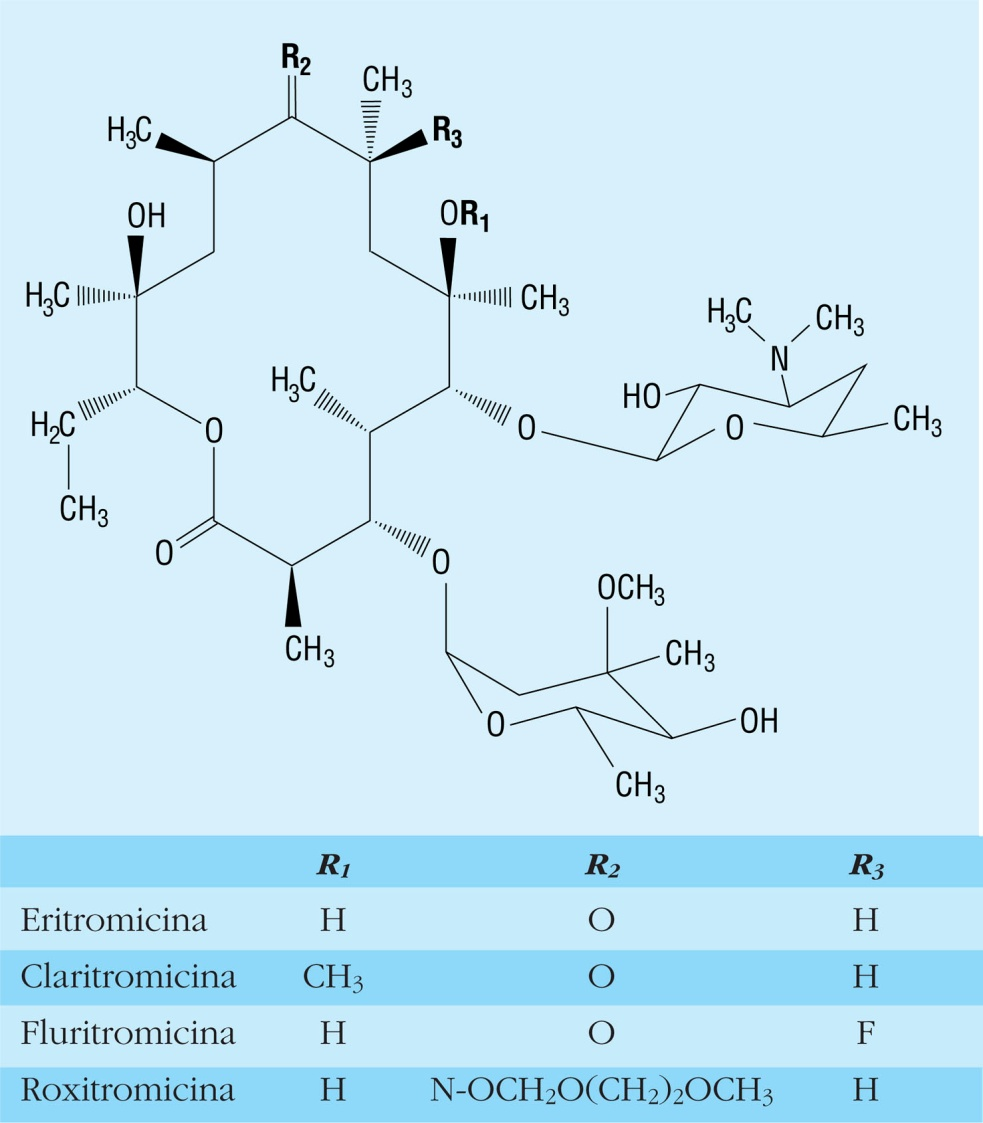 R2
CH3
H3C
R3
OH
OR1
H3C
CH3
H3C
CH3
N
H3C
HO
O
CH3
H2C
O
O
CH3
O
O
OCH3
CH3
CH3
O
OH
CH3
R1 R2 R3
Eritromicina H O H
Claritromicina CH3 O H
Fluritromicina H O F
Roxitromicina H N-OCH2O(CH2)2OCH3 H